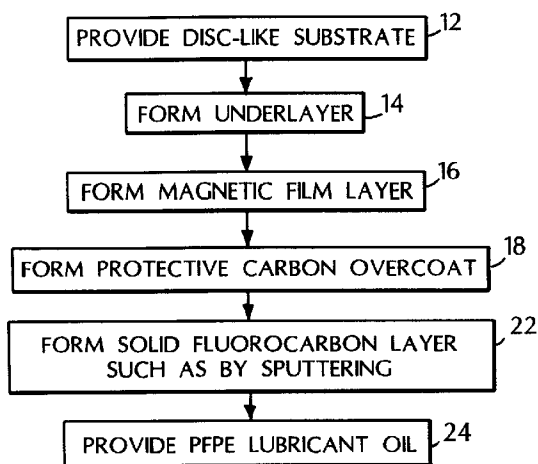 PROVIDE DISC-LIKE SUBSTRATE 12
FORM UNDERLAYER 14
FORM MAGNETIC FILM LAYER 16
FORM PROTECTIVE CARBON OVERCOAT 18
FORM SOLID FLUOROCARBON LAYER 22
SUCH AS BY SPUTTERING
PROVIDE PFPE LUBRICANT OIL 24